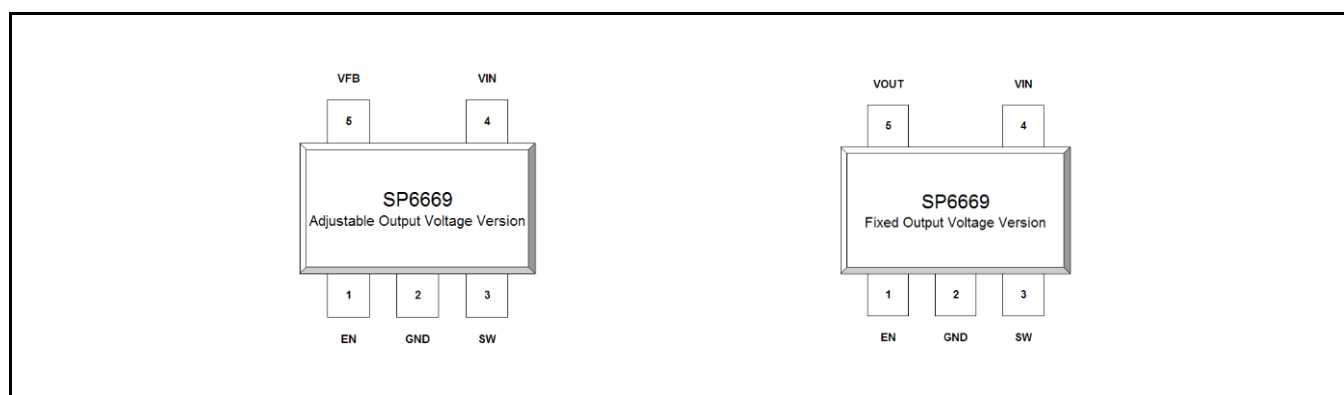 VFB VIN
5 4
SP6669
Adjustable Output Voltage Version
1 2 3
EN GND SW
VOUT VIN
5 4
SP6669
Fixed Output Voltage Version
1 2 3
EN GND SW